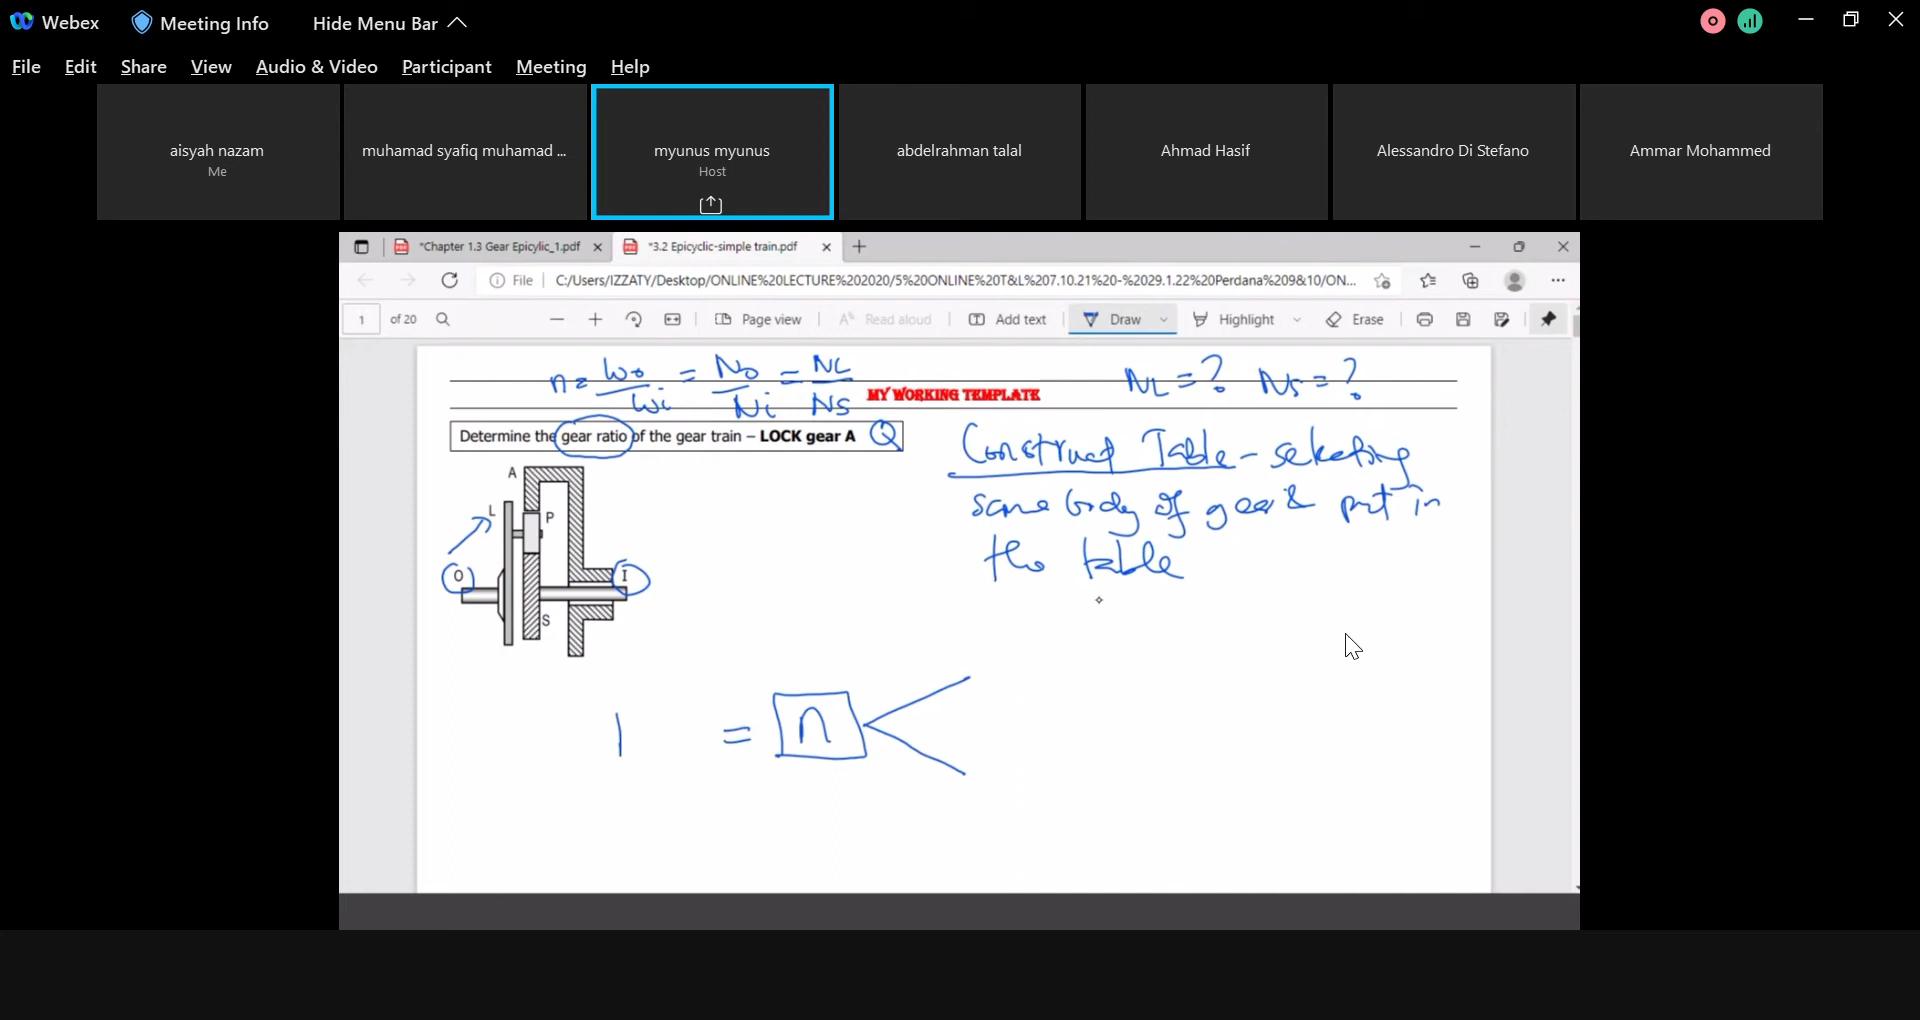 Webex Meeting Info Hide Menu Bar
File Edit Share View Audio & Video Participant Meeting Help
aisyah nazam
Me
muhamad syafiq muhamad ...
myunus myunus
Host
abdelrahman talal
Ahmad Hasif
Alessandro Di Stefano
Ammar Mohammed
*Chapter 1.3 Gear Epicylic_1.pdf *3.2 Epicyclic-simple train.pdf
File C:/Users/IZZATY/Desktop/ONLINE%20LECTURE%202020/5%20ONLINE%20T&L%207.10.21%20-%2029.1.22%20Perdana%209&10/ON...
1 of 20 Page view Read aloud Add text Draw Highlight Erase
n = Wo/Wi = No/Ni = NL/NS NL = ? NS = ?
MY WORKING TEMPLATE
Determine the gear ratio of the gear train – LOCK gear A Q
Construct Table - selecting
same body of gear & put in
the table
A
L
P
O
I
S
1 = n